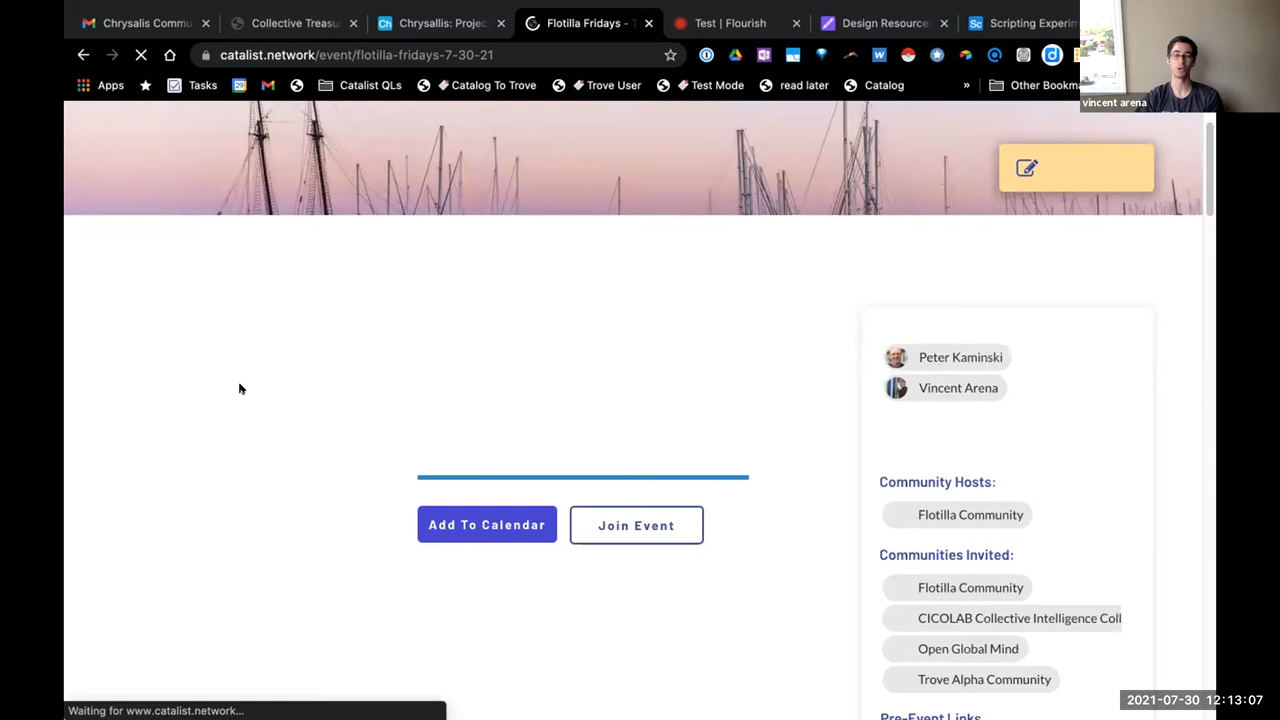 Chrysalis Commu
Collective Treasu
Chrysallis: Projec
Flotilla Fridays -
Test | Flourish
Design Resources
Scripting Experim
catalist.network/event/flotilla-fridays-7-30-21
Apps
Tasks
Catalist QLs
Catalog To Trove
Trove User
Test Mode
read later
Catalog
»
Other Bookm
vincent arena
Peter Kaminski
Vincent Arena
Community Hosts:
Add To Calendar
Join Event
Flotilla Community
Communities Invited:
Flotilla Community
CICOLAB Collective Intelligence Coll
Open Global Mind
Trove Alpha Community
Pre-Event Links
Waiting for www.catalist.network...
2021-07-30 12:13:07